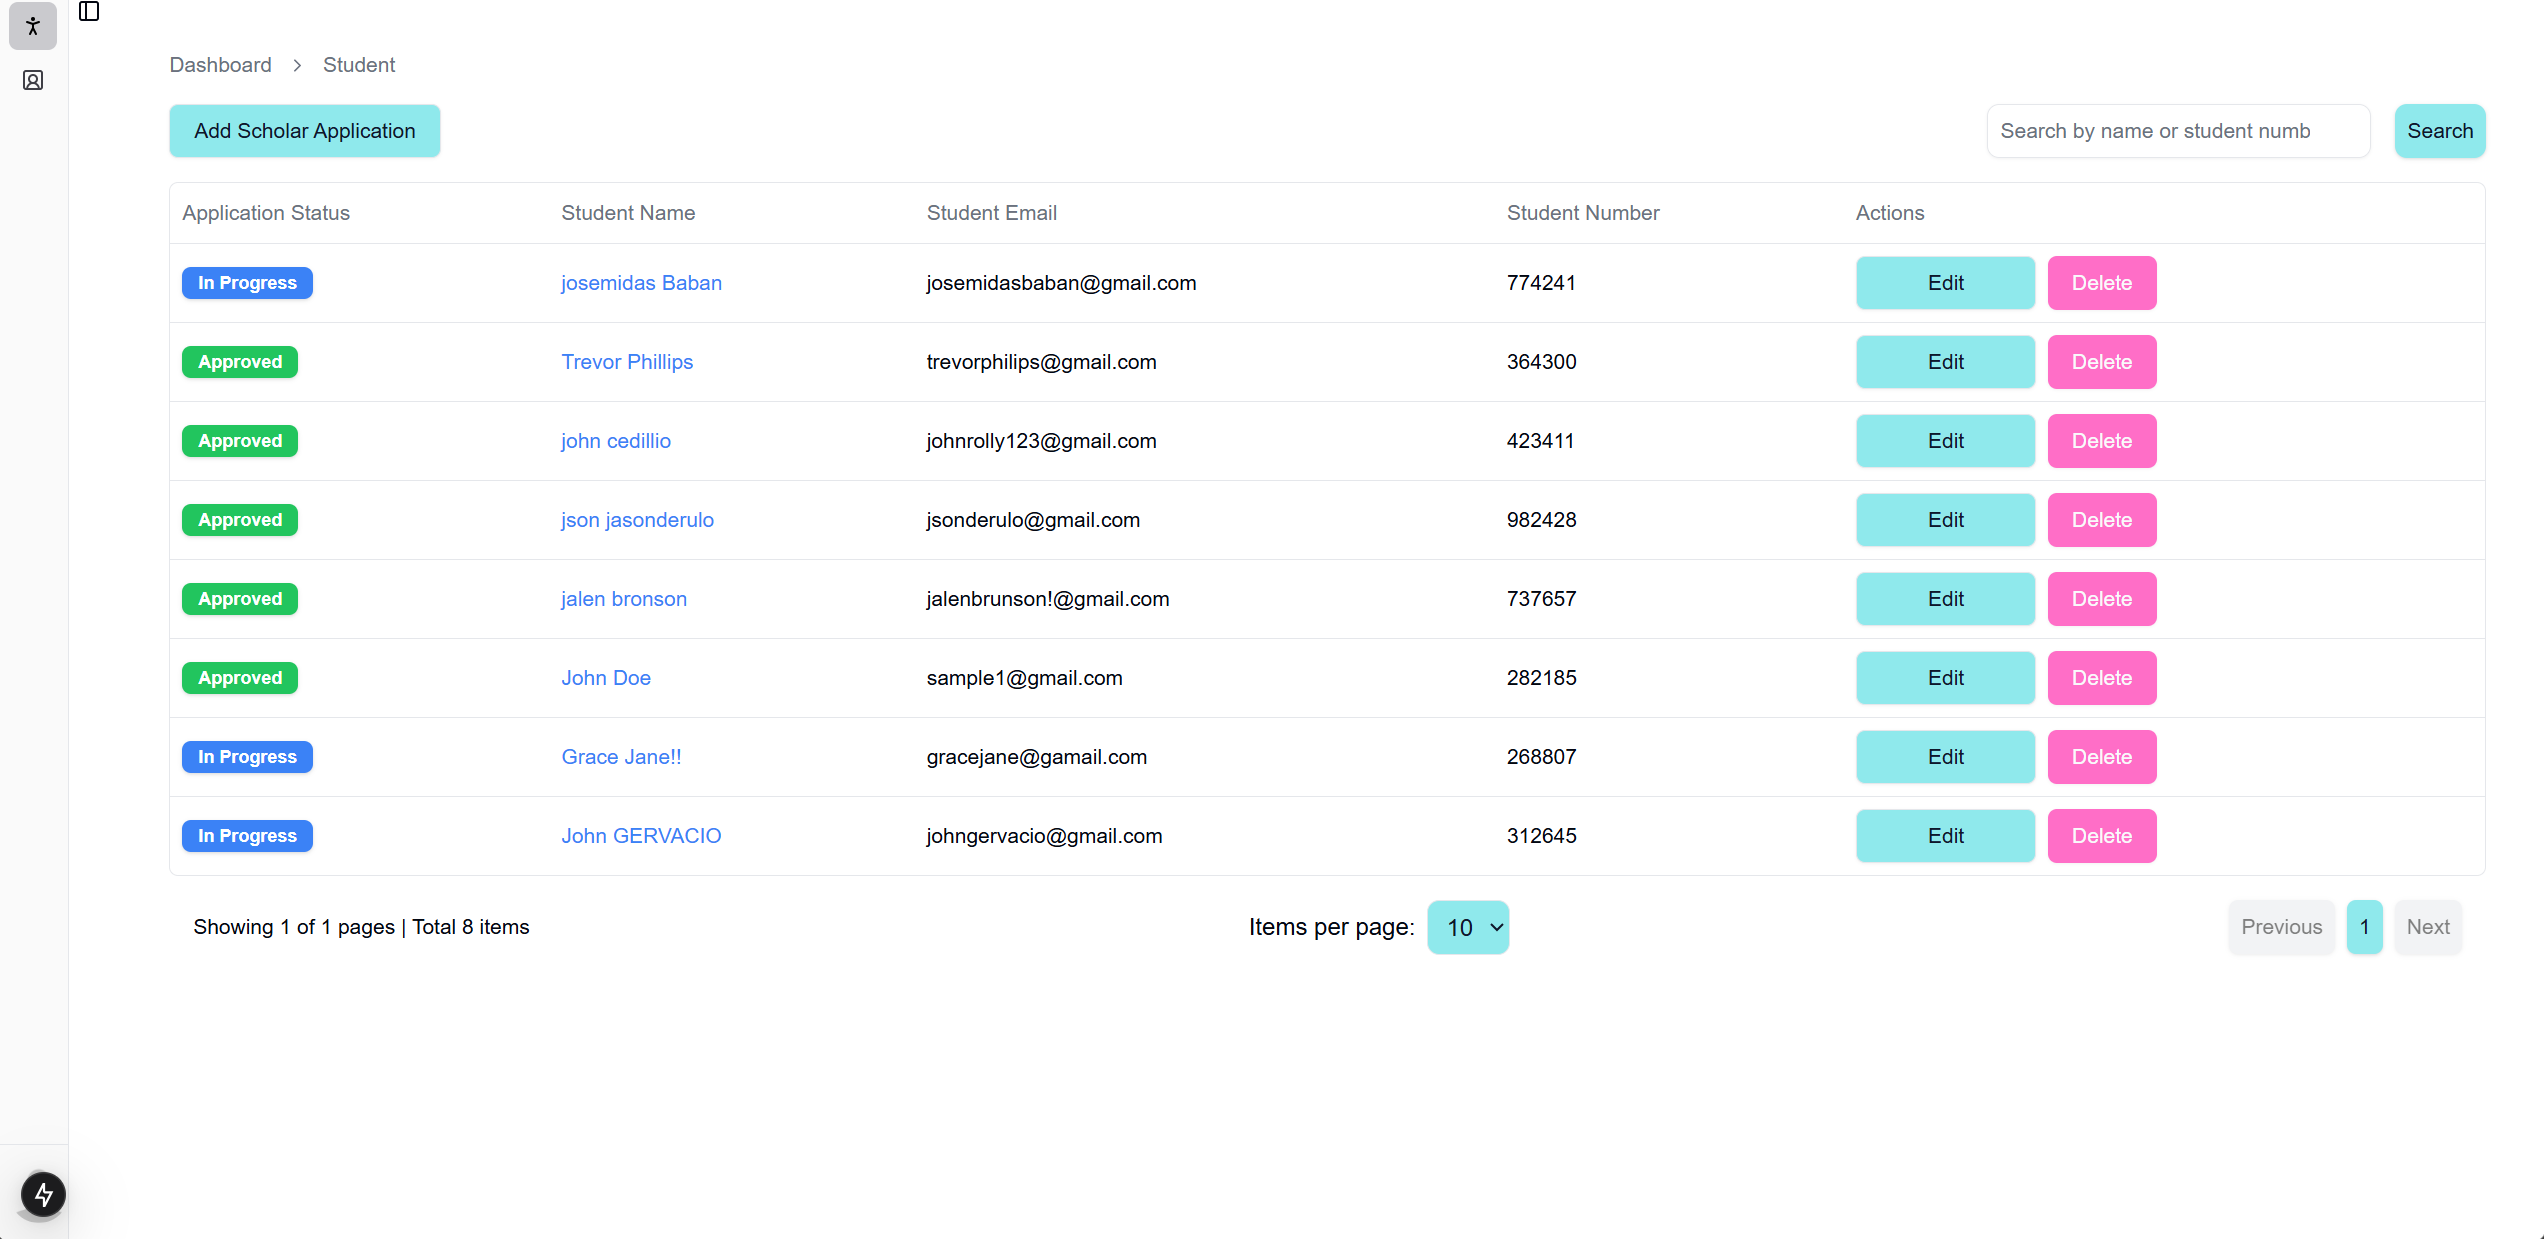 Dashboard > Student
Add Scholar Application
Search by name or student numb
Search
Application Status Student Name Student Email Student Number Actions
In Progress josemidas Baban josemidasbaban@gmail.com 774241 Edit Delete
Approved Trevor Phillips trevorphilips@gmail.com 364300 Edit Delete
Approved john cedillio johnrolly123@gmail.com 423411 Edit Delete
Approved json jasonderulo jsonderulo@gmail.com 982428 Edit Delete
Approved jalen bronson jalenbrunson!@gmail.com 737657 Edit Delete
Approved John Doe sample1@gmail.com 282185 Edit Delete
In Progress Grace Jane!! gracejane@gamail.com 268807 Edit Delete
In Progress John GERVACIO johngervacio@gmail.com 312645 Edit Delete
Showing 1 of 1 pages | Total 8 items
Items per page: 10
Previous 1 Next